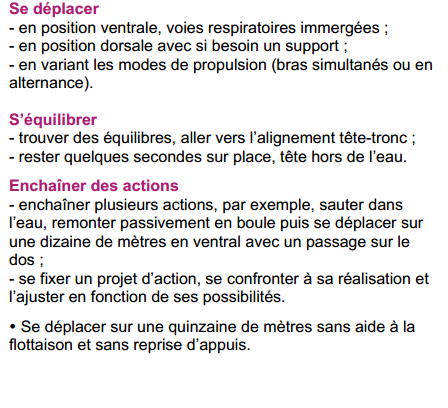 Se déplacer
- en position ventrale, voies respiratoires immergées ;
- en position dorsale avec si besoin un support ;
- en variant les modes de propulsion (bras simultanés ou en
alternance).
S’équilibrer
- trouver des équilibres, aller vers l’alignement tête-tronc ;
- rester quelques secondes sur place, tête hors de l’eau.
Enchaîner des actions
- enchaîner plusieurs actions, par exemple, sauter dans
l’eau, remonter passivement en boule puis se déplacer sur
une dizaine de mètres en ventral avec un passage sur le
dos ;
- se fixer un projet d’action, se confronter à sa réalisation et
l’ajuster en fonction de ses possibilités.
• Se déplacer sur une quinzaine de mètres sans aide à la
flottaison et sans reprise d’appuis.